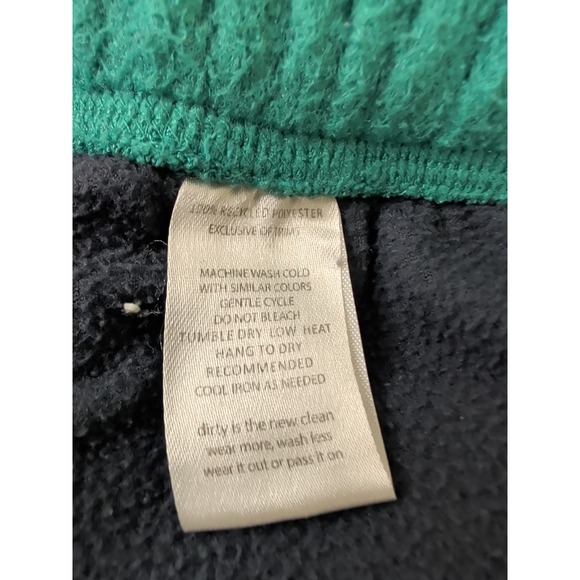 100% RECYCLED POLYESTER
EXCLUSIVE OF TRIMS
MACHINE WASH COLD
WITH SIMILAR COLORS
GENTLE CYCLE
DO NOT BLEACH
TUMBLE DRY LOW HEAT
HANG TO DRY
RECOMMENDED
COOL IRON AS NEEDED
dirty is the new clean
wear more, wash less
wear it out or pass it on